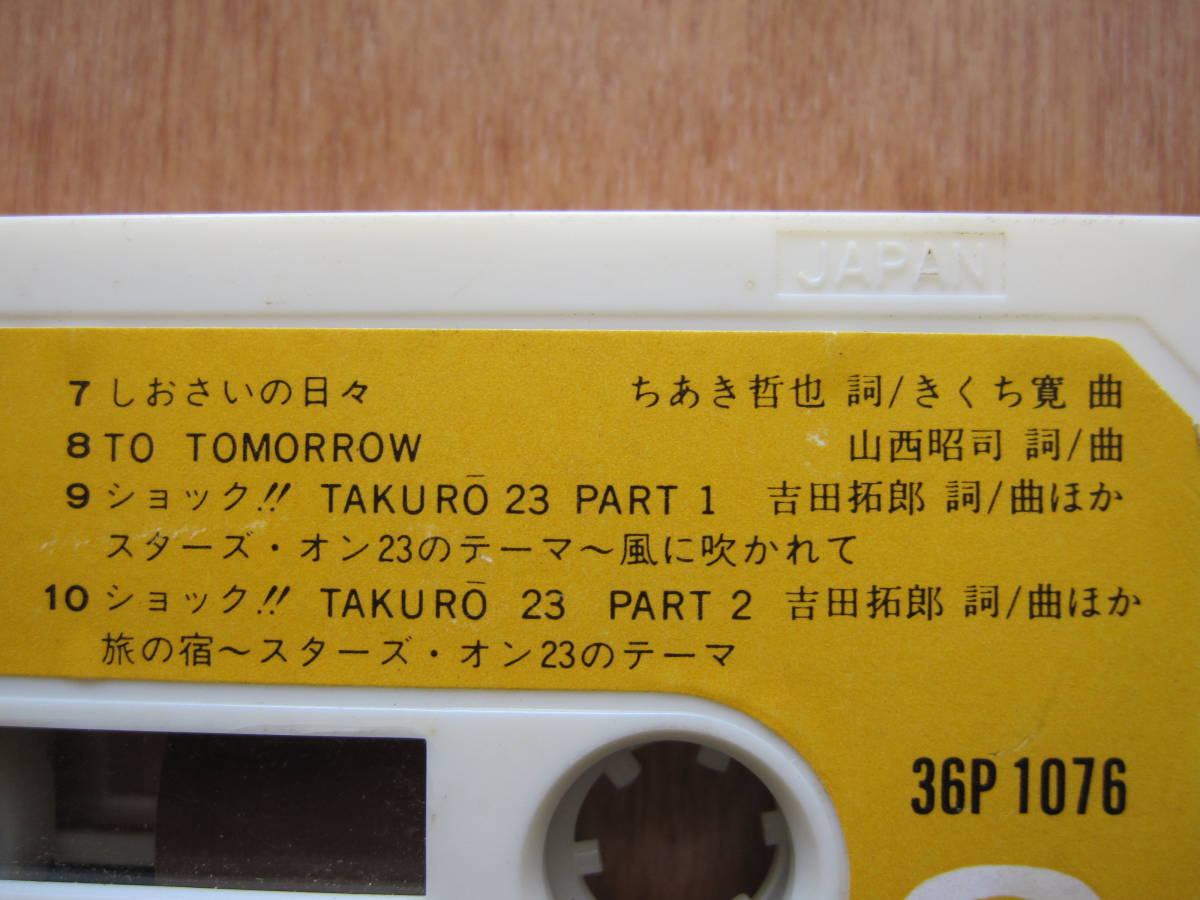 JAPAN
7 しおさいの日々 ちあき哲也 詞/きくち寛 曲
8 TO TOMORROW 山西昭司 詞/曲
9 ショック!! TAKURŌ 23 PART 1 吉田拓郎 詞/曲ほか
スターズ・オン23のテーマ〜風に吹かれて
10 ショック!! TAKURŌ 23 PART 2 吉田拓郎 詞/曲ほか
旅の宿〜スターズ・オン23のテーマ
36P 1076